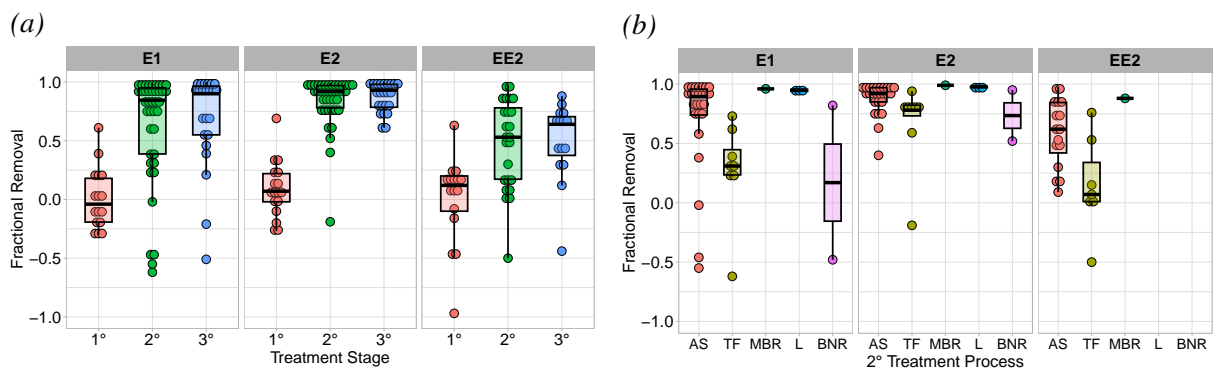 (a)
E1 E2 EE2
1.0
0.5
0.0
−0.5
−1.0
Fractional Removal
1° 2° 3° 1° 2° 3° 1° 2° 3°
Treatment Stage
(b)
E1 E2 EE2
1.0
0.5
0.0
−0.5
−1.0
Fractional Removal
AS TF MBR L BNR AS TF MBR L BNR AS TF MBR L BNR
2° Treatment Process